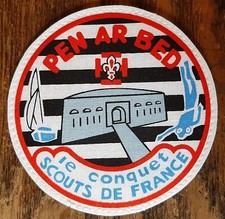 PEN AR BED
le conquet
SCOUTS DE FRANCE